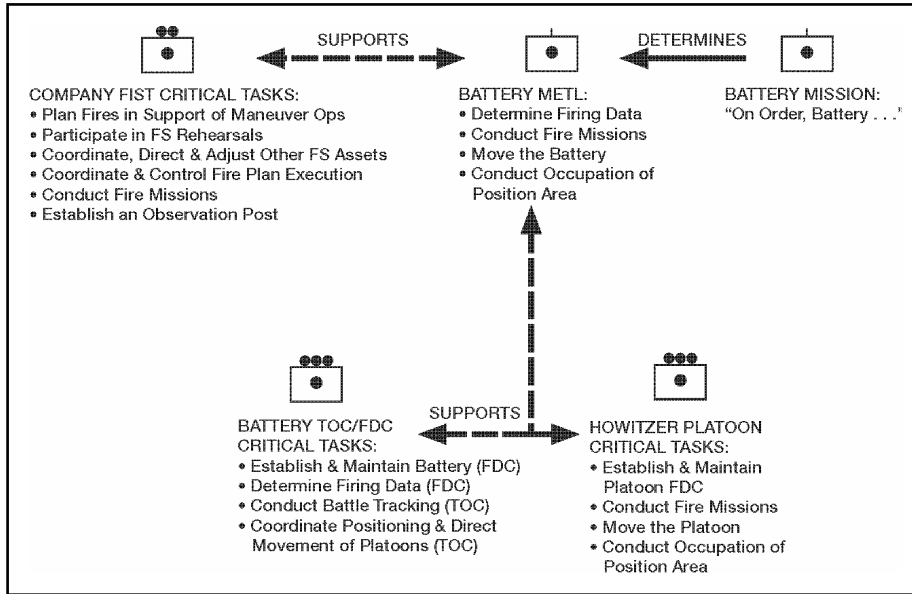 SUPPORTS
DETERMINES
COMPANY FIST CRITICAL TASKS:
• Plan Fires in Support of Maneuver Ops
• Participate in FS Rehearsals
• Coordinate, Direct & Adjust Other FS Assets
• Coordinate & Control Fire Plan Execution
• Conduct Fire Missions
• Establish an Observation Post
BATTERY METL:
• Determine Firing Data
• Conduct Fire Missions
• Move the Battery
• Conduct Occupation of
Position Area
BATTERY MISSION:
"On Order, Battery . . ."
SUPPORTS
BATTERY TOC/FDC
CRITICAL TASKS:
• Establish & Maintain Battery (FDC)
• Determine Firing Data (FDC)
• Conduct Battle Tracking (TOC)
• Coordinate Positioning & Direct
Movement of Platoons (TOC)
HOWITZER PLATOON
CRITICAL TASKS:
• Establish & Maintain
Platoon FDC
• Conduct Fire Missions
• Move the Platoon
• Conduct Occupation of
Position Area